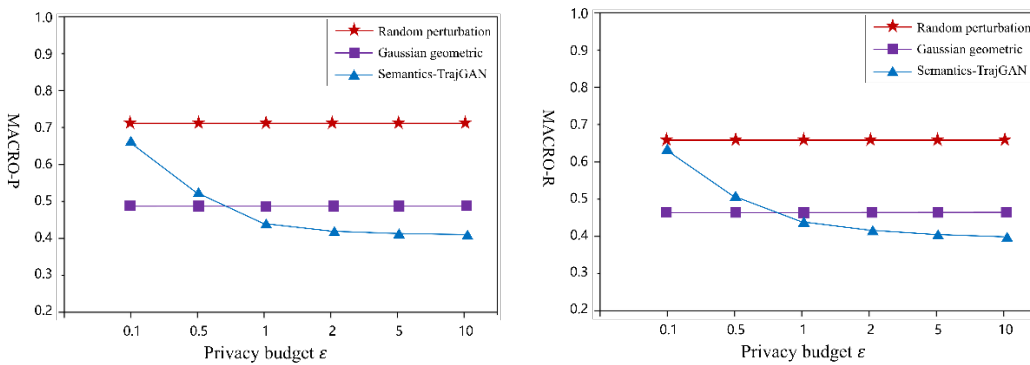 1.0
0.9
0.8
0.7
0.6
0.5
0.4
0.3
0.2
MACRO-P
Random perturbation
Gaussian geometric
Semantics-TrajGAN
0.1 0.5 1 2 5 10
Privacy budget ε
1.0
0.9
0.8
0.7
0.6
0.5
0.4
0.3
0.2
MACRO-R
Random perturbation
Gaussian geometric
Semantics-TrajGAN
0.1 0.5 1 2 5 10
Privacy budget ε